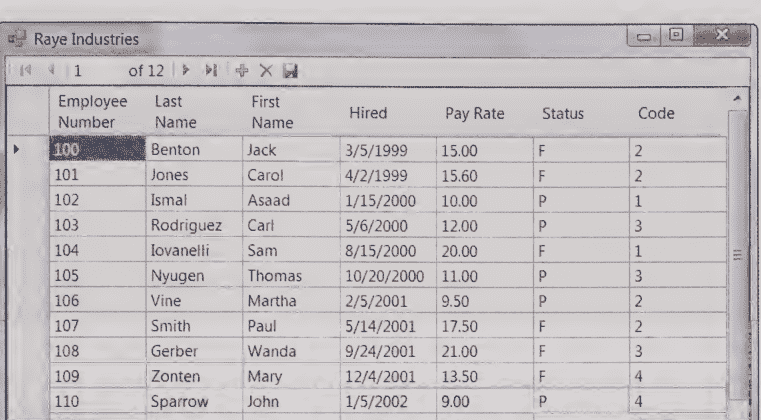 Raye Industries
1 of 12
Employee Number Last Name First Name Hired Pay Rate Status Code
100 Benton Jack 3/5/1999 15.00 F 2
101 Jones Carol 4/2/1999 15.60 F 2
102 Ismal Asaad 1/15/2000 10.00 P 1
103 Rodriguez Carl 5/6/2000 12.00 P 3
104 Iovanelli Sam 8/15/2000 20.00 F 1
105 Nyugen Thomas 10/20/2000 11.00 P 3
106 Vine Martha 2/5/2001 9.50 P 2
107 Smith Paul 5/14/2001 17.50 F 2
108 Gerber Wanda 9/24/2001 21.00 F 3
109 Zonten Mary 12/4/2001 13.50 F 4
110 Sparrow John 1/5/2002 9.00 P 4